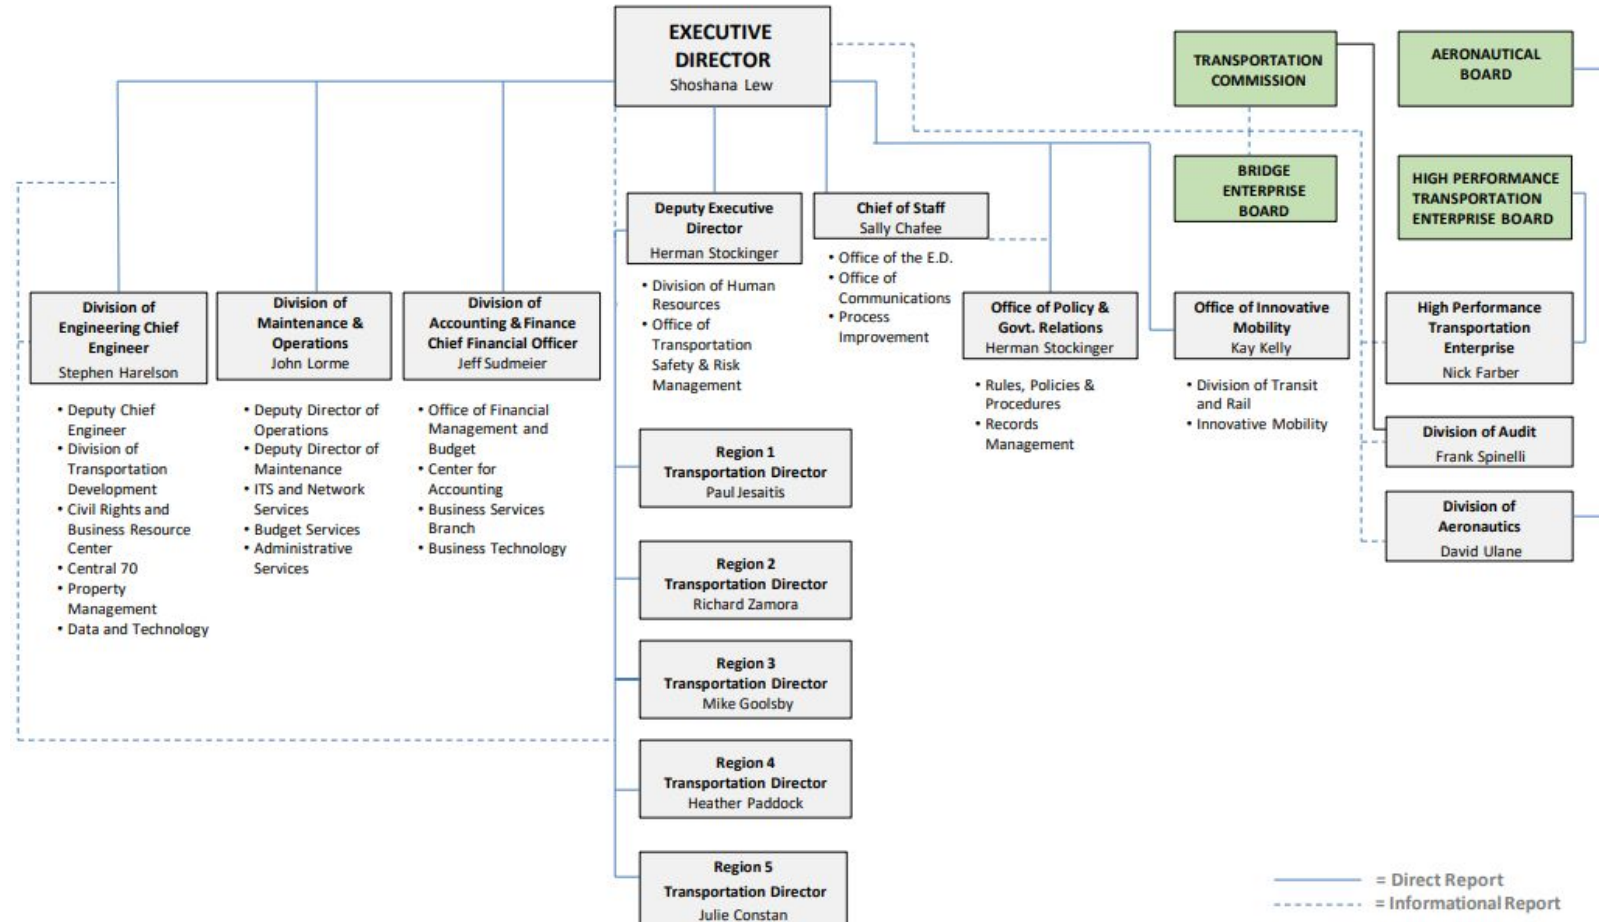 EXECUTIVE
DIRECTOR
Shoshana Lew
TRANSPORTATION
COMMISSION
AERONAUTICAL
BOARD
BRIDGE
ENTERPRISE
BOARD
HIGH PERFORMANCE
TRANSPORTATION
ENTERPRISE BOARD
Deputy Executive
Director
Herman Stockinger
• Division of Human
Resources
• Office of
Transportation
Safety & Risk
Management
Chief of Staff
Sally Chafee
• Office of the E.D.
• Office of
Communications
• Process
Improvement
Division of
Engineering Chief
Engineer
Stephen Harelson
• Deputy Chief
Engineer
• Division of
Transportation
Development
• Civil Rights and
Business Resource
Center
• Central 70
• Property
Management
• Data and Technology
Division of
Maintenance &
Operations
John Lorme
• Deputy Director of
Operations
• Deputy Director of
Maintenance
• ITS and Network
Services
• Budget Services
• Administrative
Services
Division of
Accounting & Finance
Chief Financial Officer
Jeff Sudmeier
• Office of Financial
Management and
Budget
• Center for
Accounting
• Business Services
Branch
• Business Technology
Office of Policy &
Govt. Relations
Herman Stockinger
• Rules, Policies &
Procedures
• Records
Management
Office of Innovative
Mobility
Kay Kelly
• Division of Transit
and Rail
• Innovative Mobility
High Performance
Transportation
Enterprise
Nick Farber
Division of Audit
Frank Spinelli
Division of
Aeronautics
David Ulane
Region 1
Transportation Director
Paul Jesaitis
Region 2
Transportation Director
Richard Zamora
Region 3
Transportation Director
Mike Goolsby
Region 4
Transportation Director
Heather Paddock
Region 5
Transportation Director
Julie Constan
= Direct Report
= Informational Report